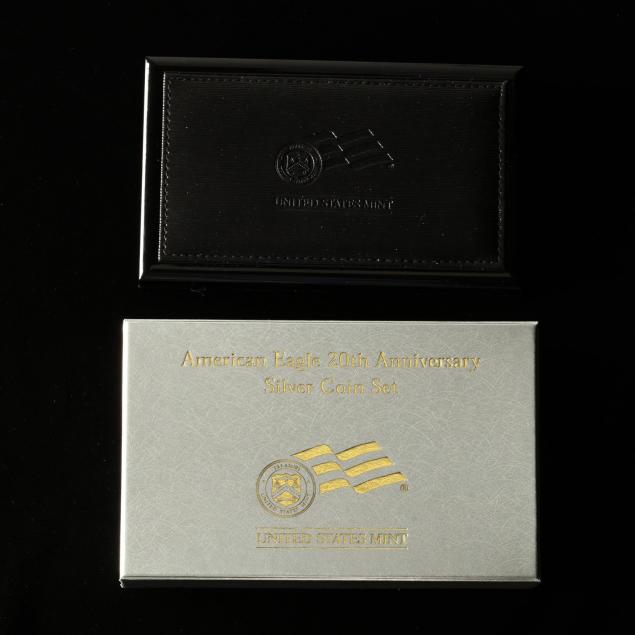 UNITED STATES MINT
American Eagle 20th Anniversary
Silver Coin Set
UNITED STATES MINT